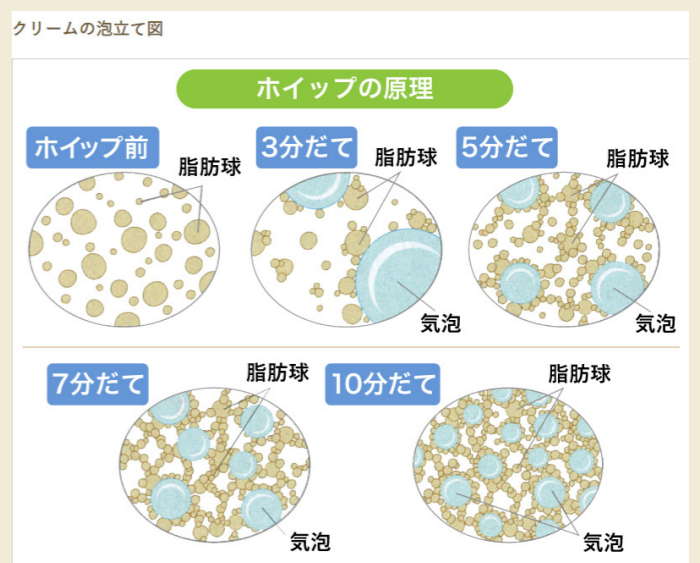 クリームの泡立て図
ホイップの原理
ホイップ前
脂肪球
3分だて
脂肪球
気泡
5分だて
脂肪球
気泡
7分だて
脂肪球
気泡
10分だて
脂肪球
気泡